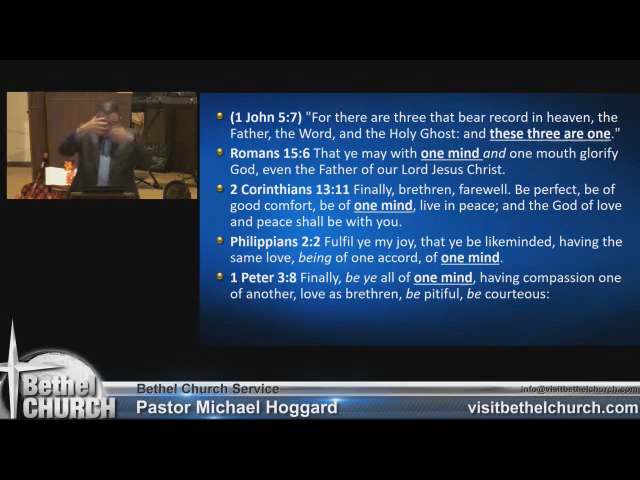 (1 John 5:7) "For there are three that bear record in heaven, the
Father, the Word, and the Holy Ghost: and these three are one."
Romans 15:6 That ye may with one mind and one mouth glorify
God, even the Father of our Lord Jesus Christ.
2 Corinthians 13:11 Finally, brethren, farewell. Be perfect, be of
good comfort, be of one mind, live in peace; and the God of love
and peace shall be with you.
Philippians 2:2 Fulfil ye my joy, that ye be likeminded, having the
same love, being of one accord, of one mind.
1 Peter 3:8 Finally, be ye all of one mind, having compassion one
of another, love as brethren, be pitiful, be courteous:
Bethel
CHURCH
Bethel Church Service
info@visitbethelchurch.com
Pastor Michael Hoggard
visitbethelchurch.com